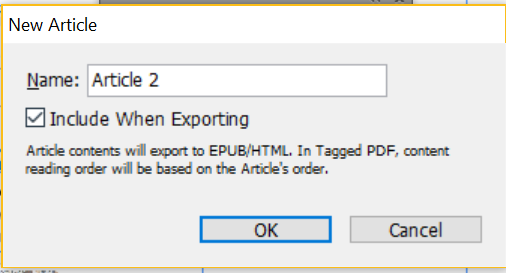 New Article
Name: Article 2
Include When Exporting
Article contents will export to EPUB/HTML. In Tagged PDF, content
reading order will be based on the Article's order.
OK Cancel